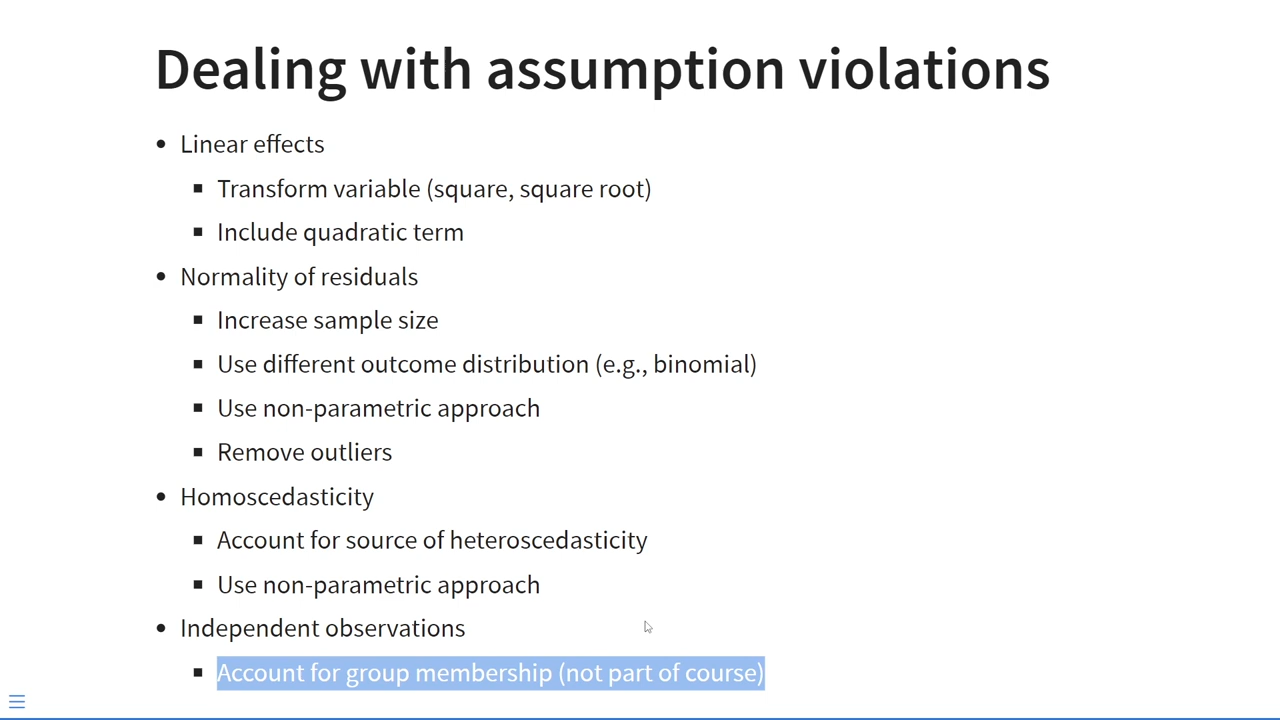 Dealing with assumption violations
• Linear effects
▪ Transform variable (square, square root)
▪ Include quadratic term
• Normality of residuals
▪ Increase sample size
▪ Use different outcome distribution (e.g., binomial)
▪ Use non-parametric approach
▪ Remove outliers
• Homoscedasticity
▪ Account for source of heteroscedasticity
▪ Use non-parametric approach
• Independent observations
▪ Account for group membership (not part of course)